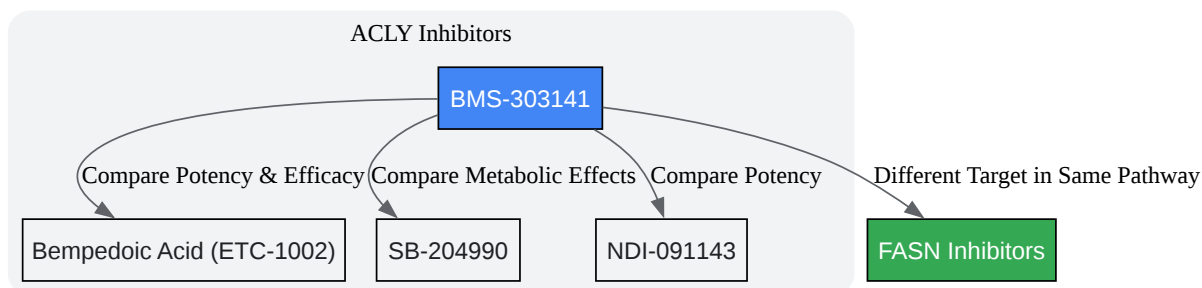 ACLY Inhibitors
BMS-303141
Compare Potency & Efficacy
Compare Metabolic Effects
Compare Potency
Different Target in Same Pathway
Bempedoic Acid (ETC-1002)
SB-204990
NDI-091143
FASN Inhibitors